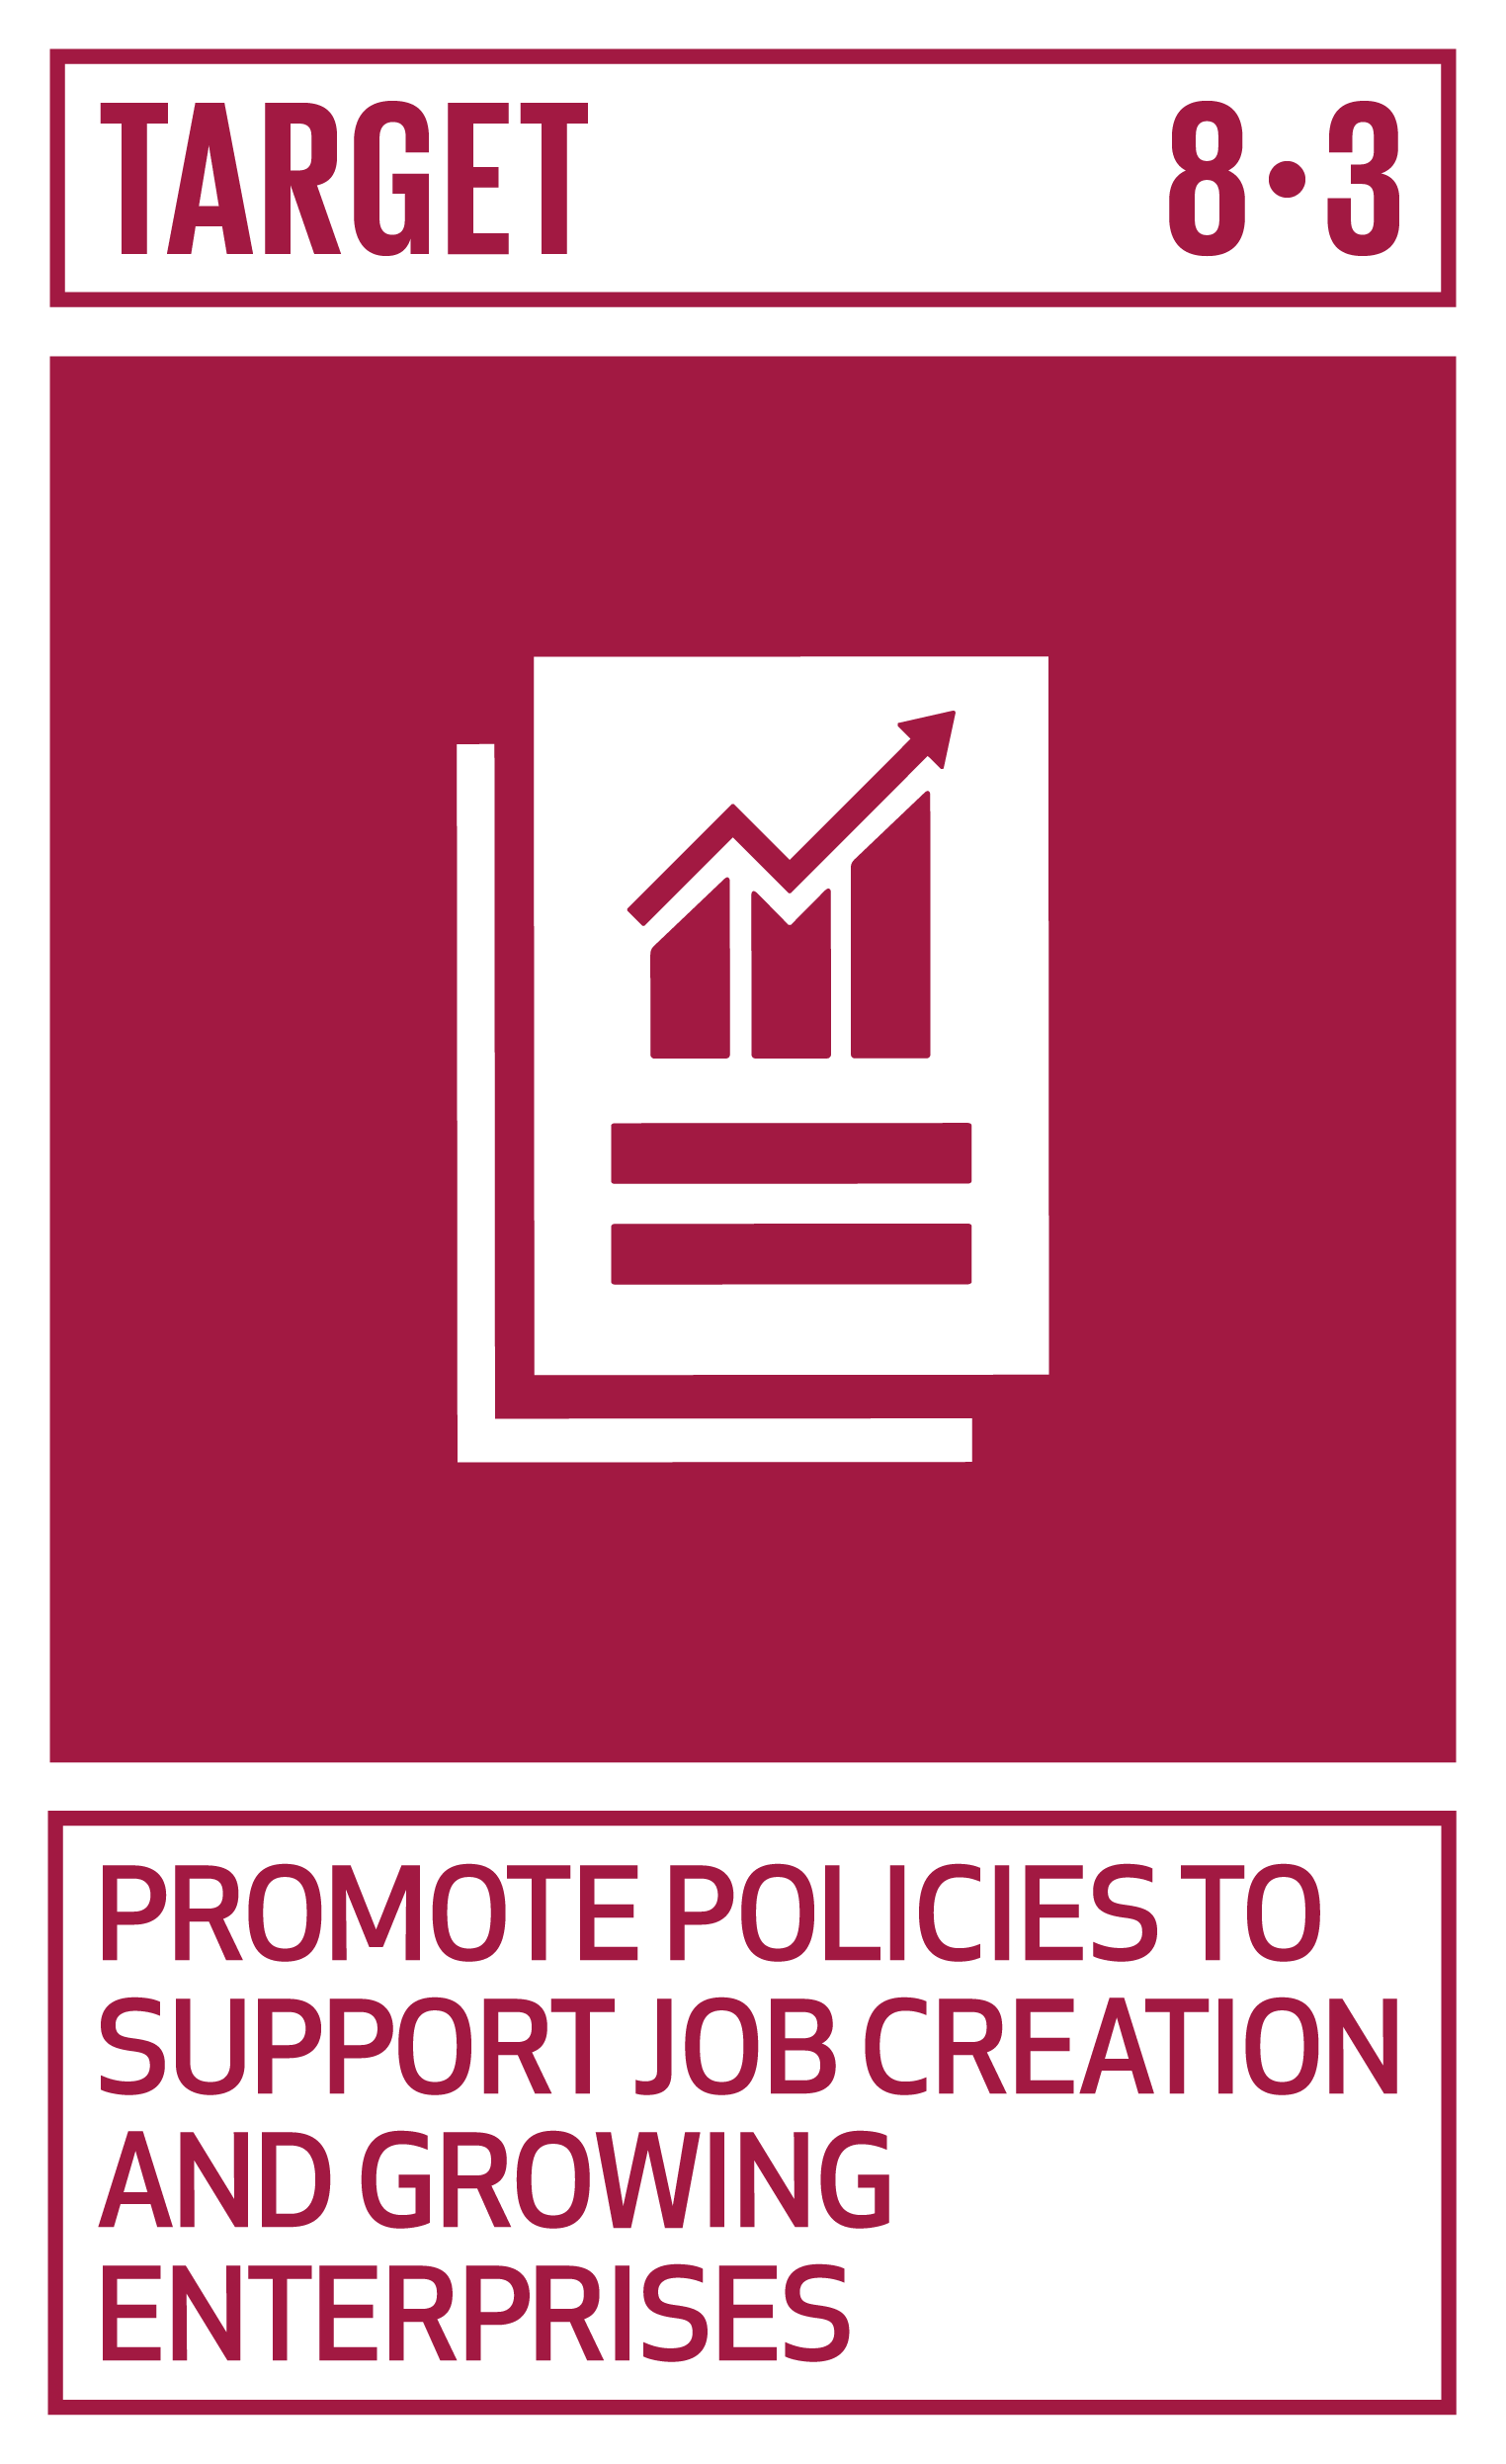 TARGET 8·3
PROMOTE POLICIES TO
SUPPORT JOB CREATION
AND GROWING
ENTERPRISES